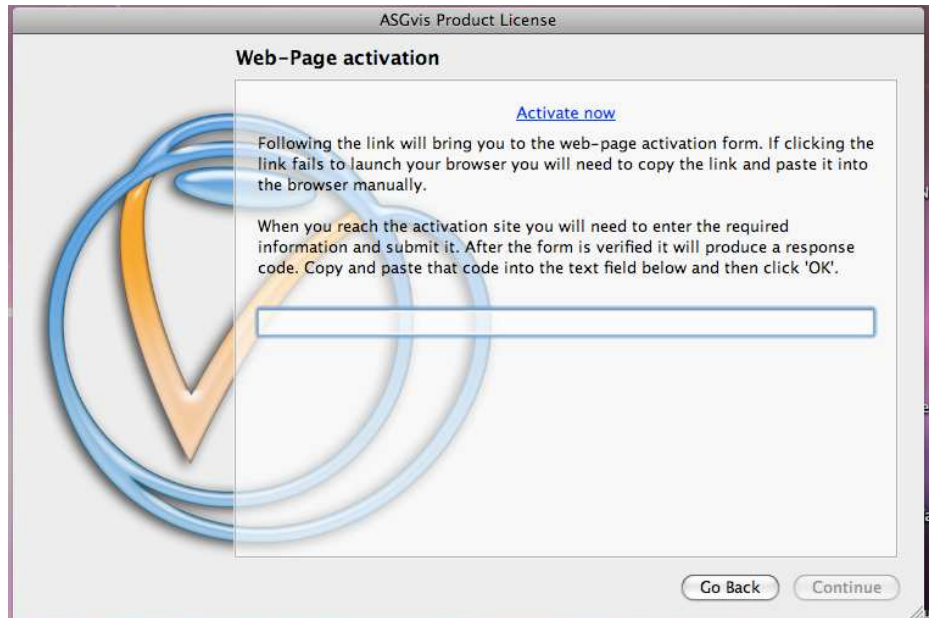 ASGvis Product License
Web-Page activation
Activate now
Following the link will bring you to the web-page activation form. If clicking the
link fails to launch your browser you will need to copy the link and paste it into
the browser manually.
When you reach the activation site you will need to enter the required
information and submit it. After the form is verified it will produce a response
code. Copy and paste that code into the text field below and then click 'OK'.
Go Back
Continue